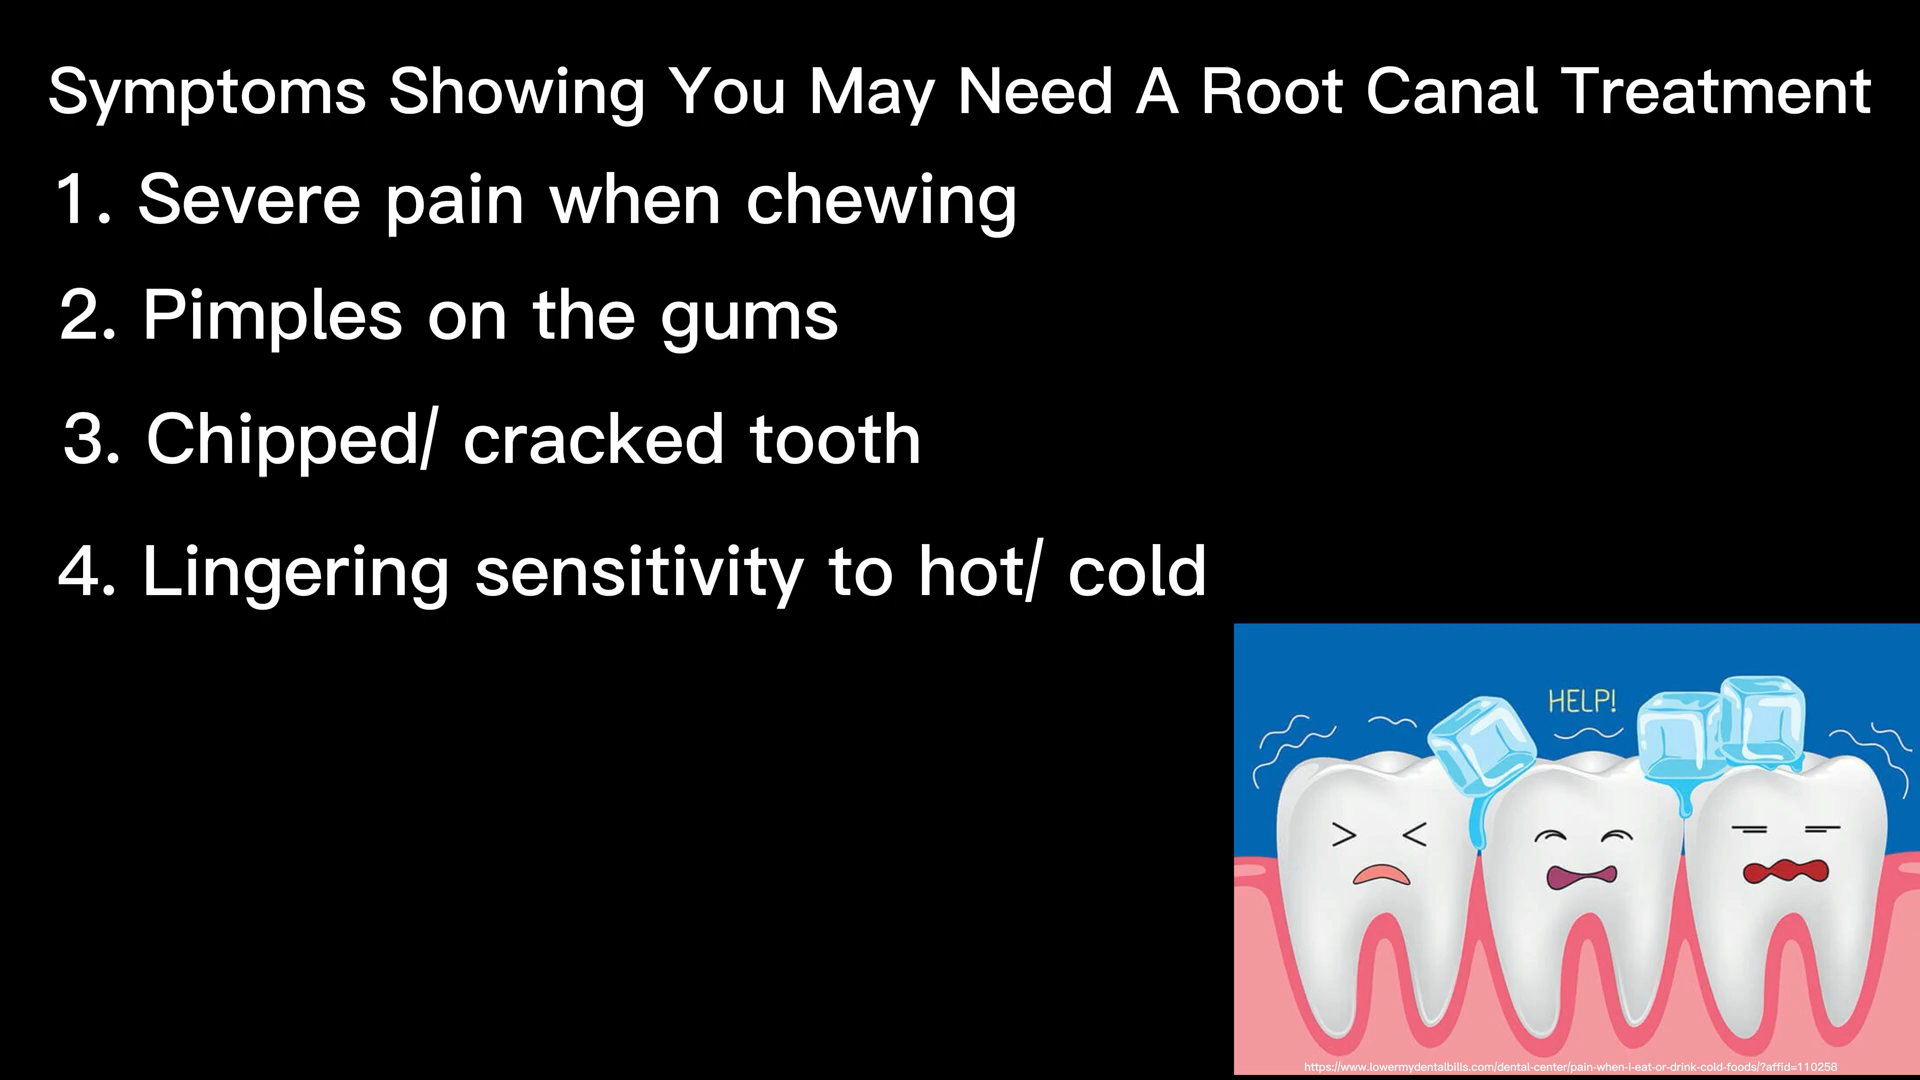 Symptoms Showing You May Need A Root Canal Treatment
1. Severe pain when chewing
2. Pimples on the gums
3. Chipped/ cracked tooth
4. Lingering sensitivity to hot/ cold
HELP!
https://www.lowermydentalbills.com/dental-center/pain-when-i-eat-or-drink-cold-foods/?affid=110258